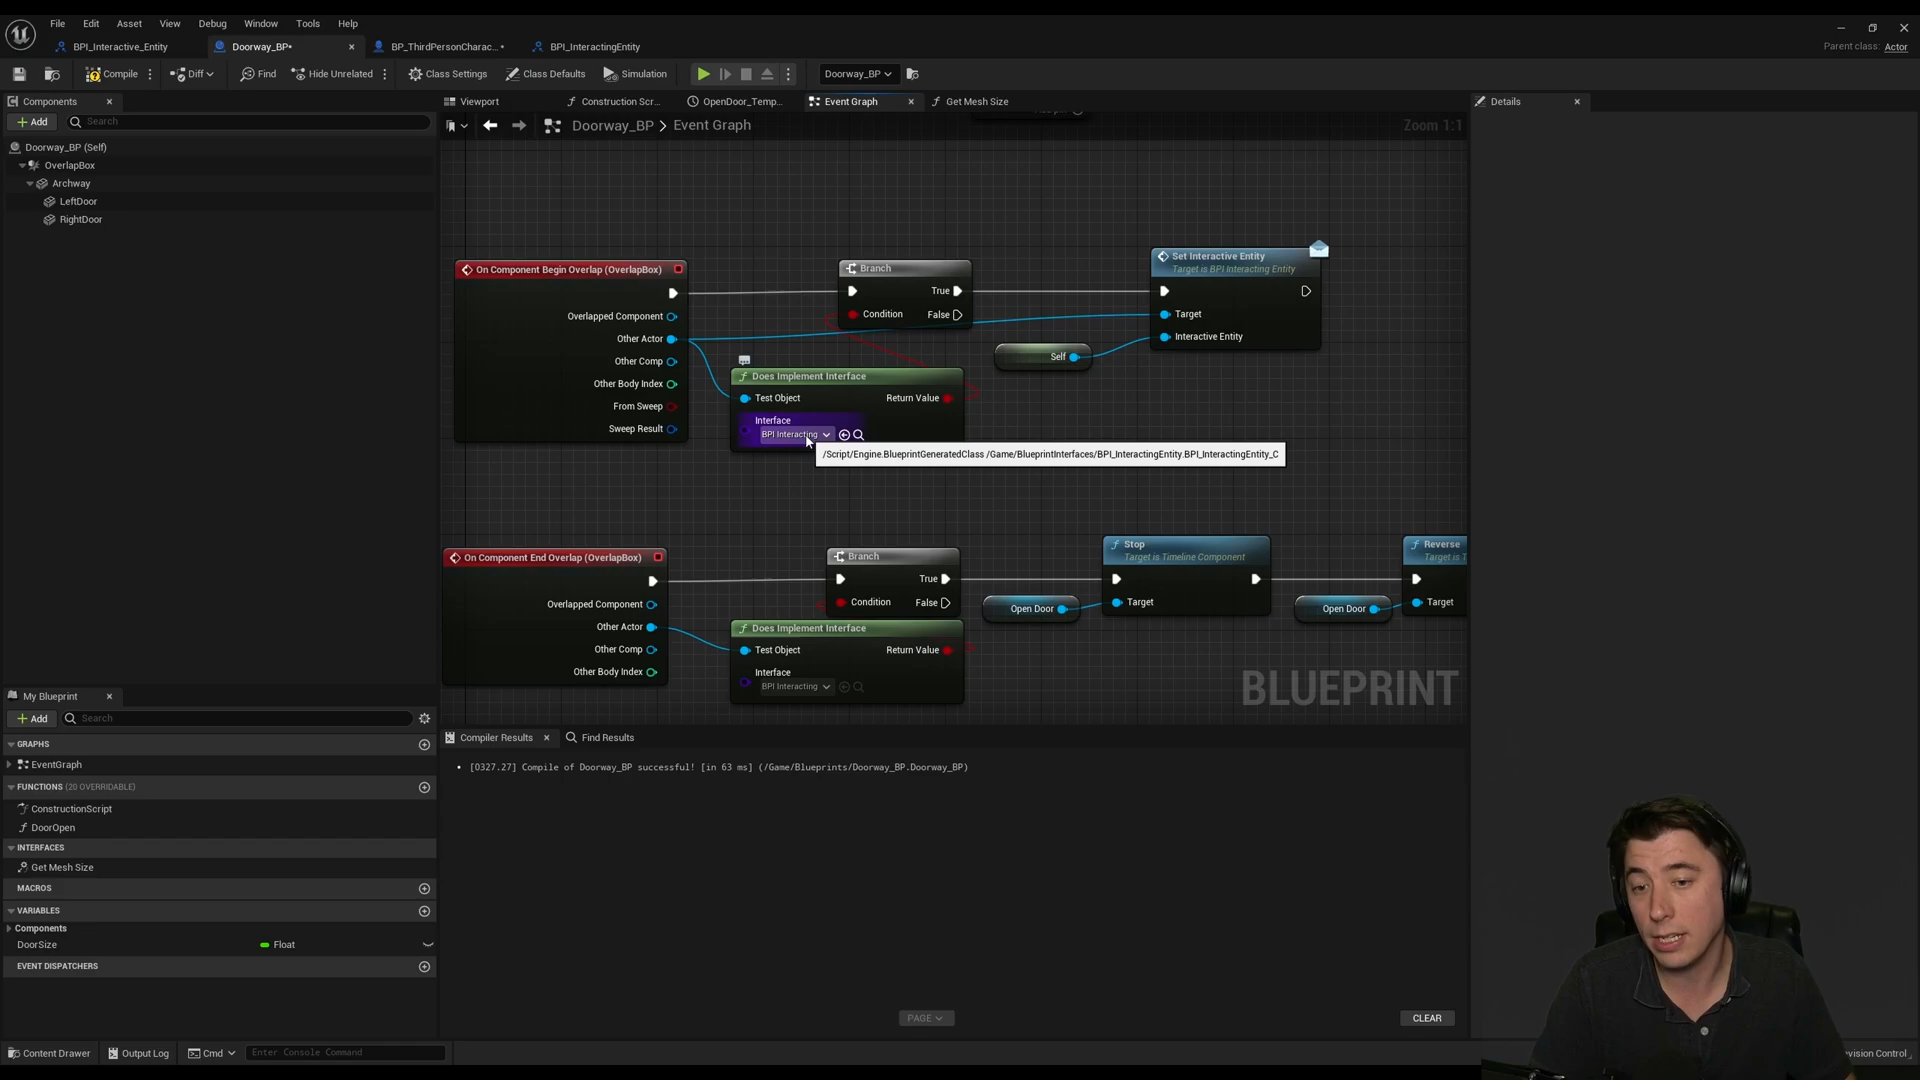 File Edit Asset View Debug Window Tools Help
BPI_Interactive_Entity Doorway_BP* BP_ThirdPersonCharac...* BPI_InteractingEntity
Parent class: Actor
Compile Diff Find Hide Unrelated Class Settings Class Defaults Simulation Doorway_BP
Components
Viewport Construction Scr... OpenDoor_Temp... Event Graph Get Mesh Size
Details
Add Search
Doorway_BP > Event Graph
Zoom 1:1
Doorway_BP (Self)
OverlapBox
Archway
LeftDoor
RightDoor
On Component Begin Overlap (OverlapBox)
Overlapped Component
Other Actor
Other Comp
Other Body Index
From Sweep
Sweep Result
Branch
True
Condition False
Does Implement Interface
Test Object Return Value
Interface
BPI Interacting
/Script/Engine.BlueprintGeneratedClass /Game/BlueprintInterfaces/BPI_InteractingEntity.BPI_InteractingEntity_C
Self
Set Interactive Entity
Target is BPI Interacting Entity
Target
Interactive Entity
On Component End Overlap (OverlapBox)
Overlapped Component
Other Actor
Other Comp
Other Body Index
Branch
True
Condition False
Does Implement Interface
Test Object Return Value
Interface
BPI Interacting
Open Door
Stop
Target is Timeline Component
Target
Open Door
Reverse
Target is T
Target
BLUEPRINT
My Blueprint
Add Search
GRAPHS
EventGraph
FUNCTIONS (20 OVERRIDABLE)
ConstructionScript
DoorOpen
INTERFACES
Get Mesh Size
MACROS
VARIABLES
Components
DoorSize Float
EVENT DISPATCHERS
Compiler Results Find Results
[0327.27] Compile of Doorway_BP successful! [in 63 ms] (/Game/Blueprints/Doorway_BP.Doorway_BP)
PAGE
CLEAR
Content Drawer Output Log Cmd Enter Console Command
vision Control